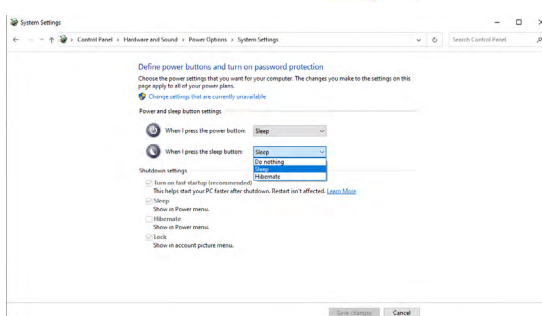 System Settings
Control Panel › Hardware and Sound › Power Options › System Settings
Search Control Panel
Define power buttons and turn on password protection
Choose the power settings that you want for your computer. The changes you make to the settings on this
page apply to all of your power plans.
Change settings that are currently unavailable
Power and sleep button settings
When I press the power button: Sleep
When I press the sleep button: Sleep
Do nothing
Sleep
Hibernate
Shutdown settings
Turn on fast startup (recommended)
This helps start your PC faster after shutdown. Restart isn't affected. Learn More
Sleep
Show in Power menu.
Hibernate
Show in Power menu.
Lock
Show in account picture menu.
Save changes Cancel